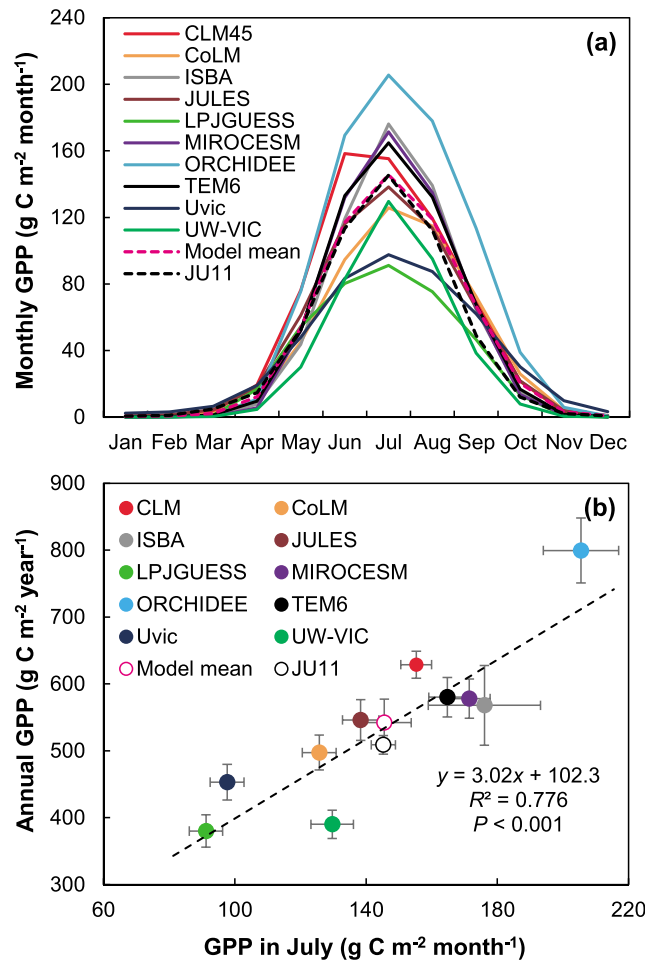 (a)
CLM45
CoLM
ISBA
JULES
LPJGUESS
MIROCESM
ORCHIDEE
TEM6
Uvic
UW-VIC
Model mean
JU11
Monthly GPP (g C m⁻² month⁻¹)
240
200
160
120
80
40
0
Jan Feb Mar Apr May Jun Jul Aug Sep Oct Nov Dec
(b)
CLM CoLM
ISBA JULES
LPJGUESS MIROCESM
ORCHIDEE TEM6
Uvic UW-VIC
Model mean JU11
y = 3.02x + 102.3
R² = 0.776
P < 0.001
Annual GPP (g C m⁻² year⁻¹)
900
800
700
600
500
400
300
60 100 140 180 220
GPP in July (g C m⁻² month⁻¹)